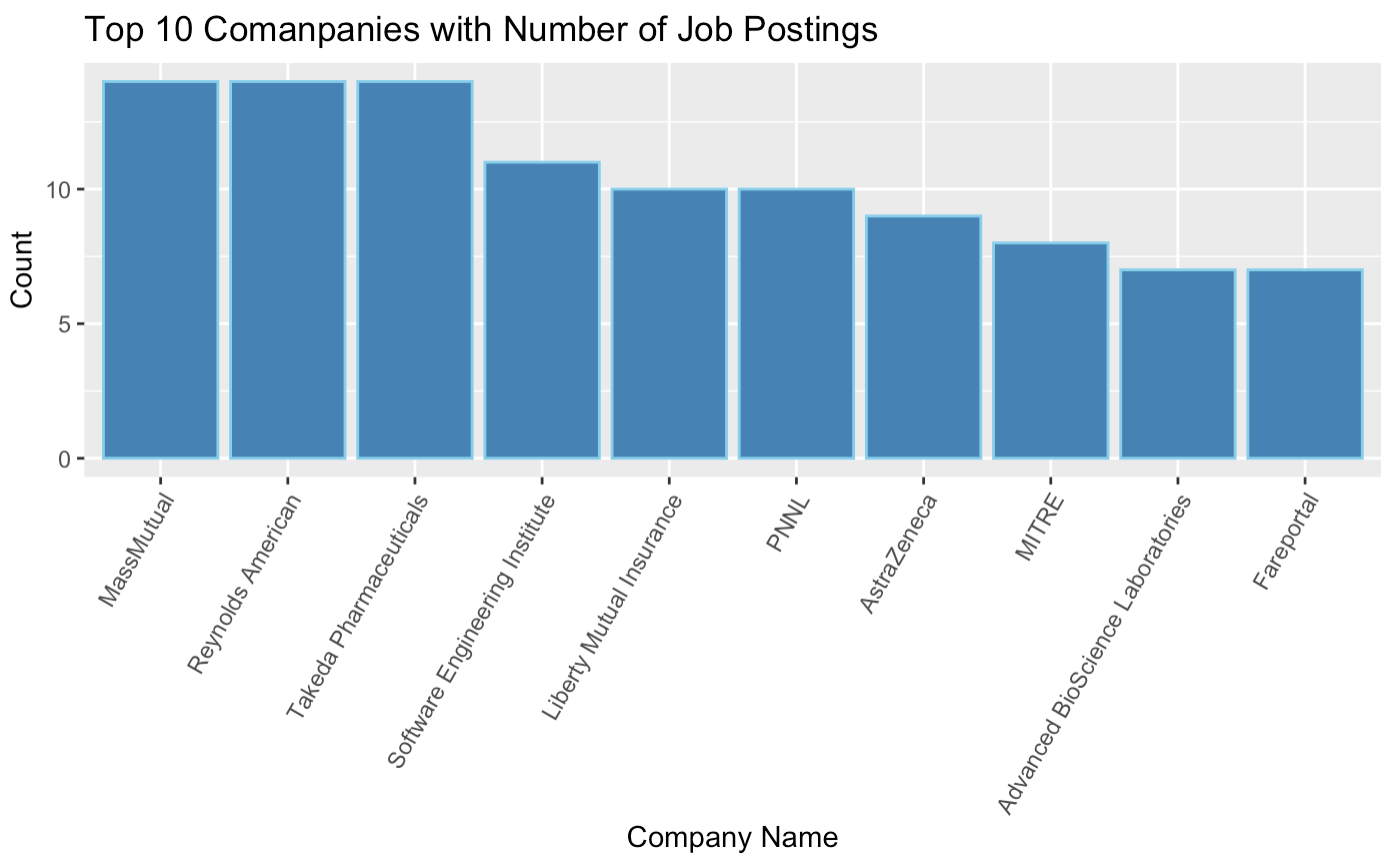 Top 10 Comanpanies with Number of Job Postings
Count
10
5
0
MassMutual
Reynolds American
Takeda Pharmaceuticals
Software Engineering Institute
Liberty Mutual Insurance
PNNL
AstraZeneca
MITRE
Advanced BioScience Laboratories
Fareportal
Company Name